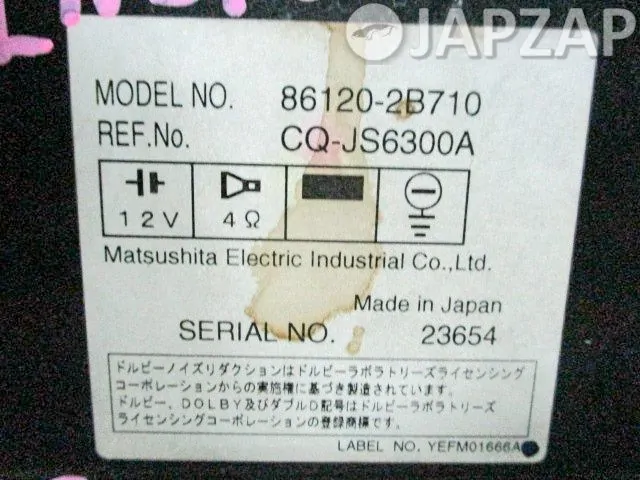 JAPZAP
MODEL NO. 86120-2B710
REF.No. CQ-JS6300A
12V 4Ω
Matsushita Electric Industrial Co.,Ltd.
Made in Japan
SERIAL NO. 23654
ドルビーノイズリダクションはドルビーラボラトリーズライセンシング
コーポレーションからの実施権に基づき製造されています。
ドルビー、DOLBY及びダブルD記号はドルビーラボラトリーズ
ライセンシングコーポレーションの登録商標です。
LABEL NO. YEFM01666A